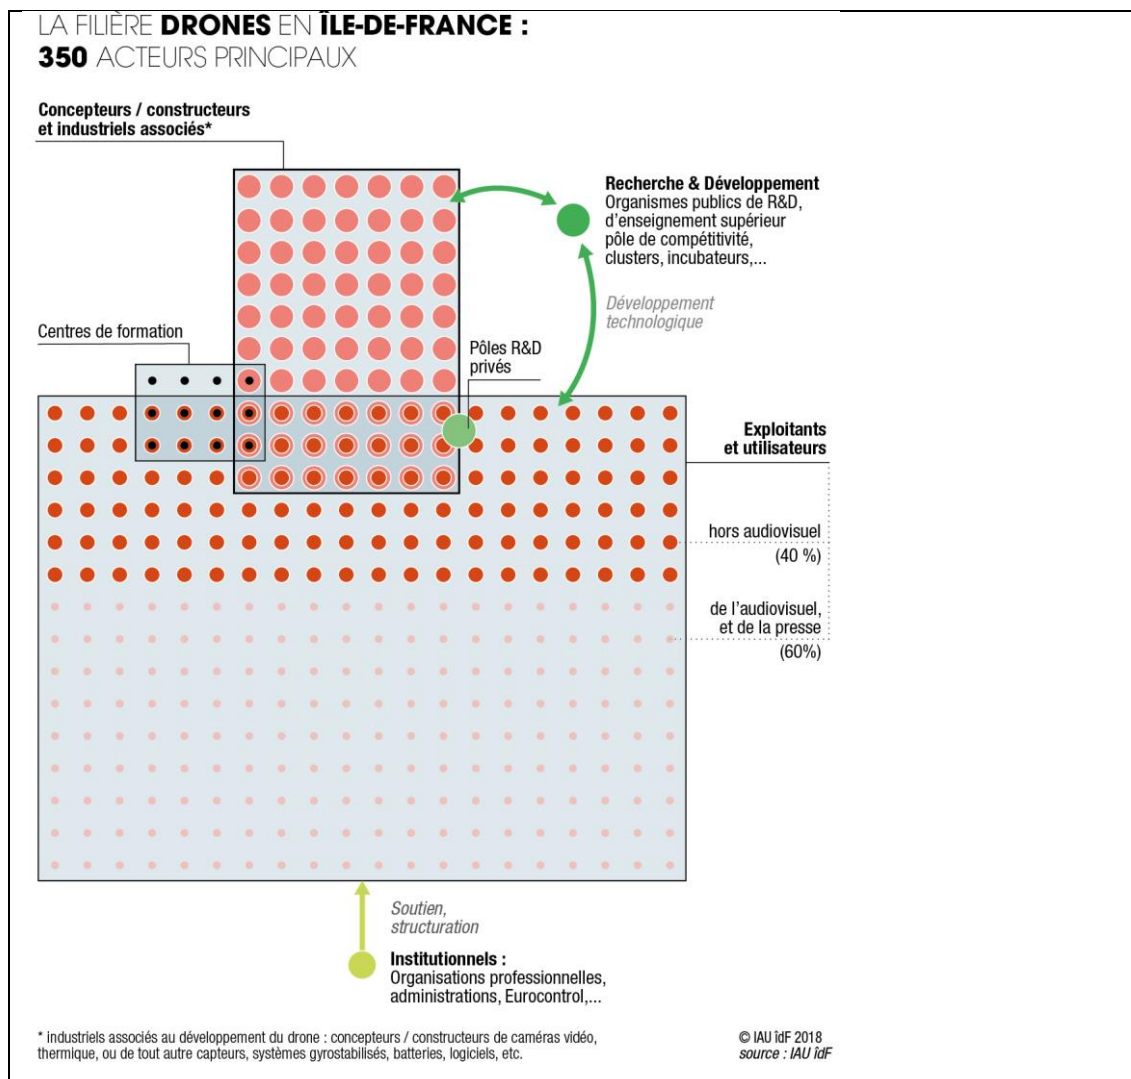 LA FILIÈRE DRONES EN ÎLE-DE-FRANCE :
350 ACTEURS PRINCIPAUX
Concepteurs / constructeurs
et industriels associés*
Recherche & Développement
Organismes publics de R&D,
d’enseignement supérieur
pôle de compétitivité,
clusters, incubateurs,...
Développement
technologique
Centres de formation
Pôles R&D
privés
Exploitants
et utilisateurs
hors audiovisuel
(40 %)
de l’audiovisuel,
et de la presse
(60%)
Soutien,
structuration
Institutionnels :
Organisations professionnelles,
administrations, Eurocontrol,...
* industriels associés au développement du drone : concepteurs / constructeurs de caméras vidéo,
thermique, ou de tout autre capteurs, systèmes gyrostabilisés, batteries, logiciels, etc.
© IAU îdF 2018
source : IAU îdF